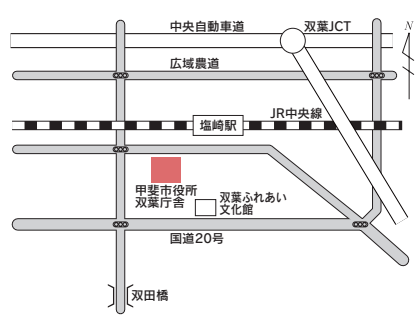 中央自動車道
双葉JCT
N
広域農道
JR中央線
塩崎駅
甲斐市役所
双葉庁舎
双葉ふれあい
文化館
国道20号
双田橋